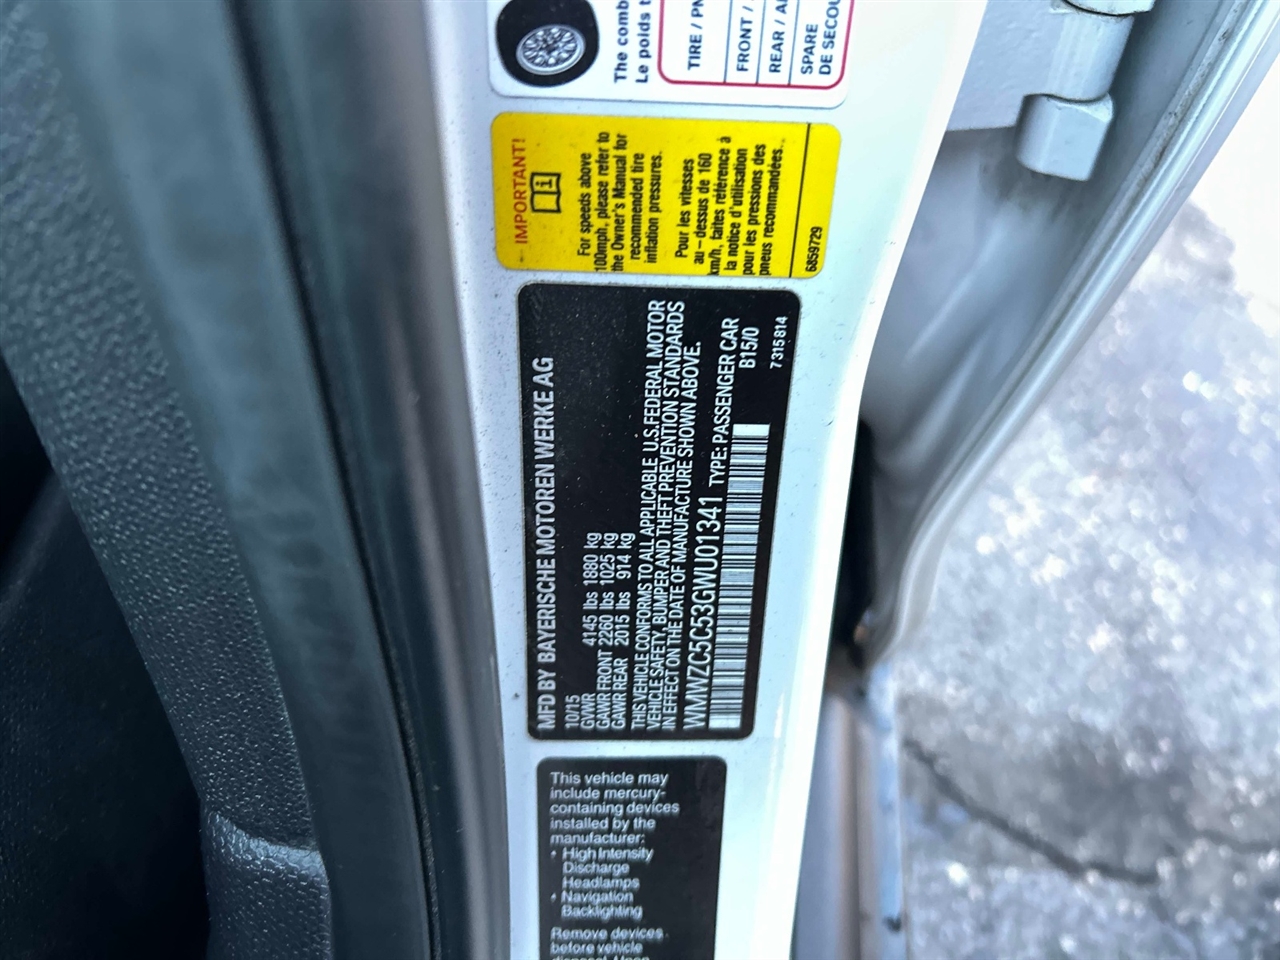 The comb
Le poids t
TIRE / PN
FRONT /
REAR / A
SPARE
DE SECOU
← IMPORTANT!
For speeds above
100mph, please refer to
the Owner's Manual for
recommended tire
inflation pressures.
Pour les vitesses
au-dessus de 160
km/h, faites référence à
la notice d'utilisation
pour les pressions des
pneus recommandées.
6859729
MFD BY BAYERISCHE MOTOREN WERKE AG
10/15
GVWR 4145 lbs 1880 kg
GAWR FRONT 2260 lbs 1025 kg
GAWR REAR 2015 lbs 914 kg
THIS VEHICLE CONFORMS TO ALL APPLICABLE U.S.FEDERAL MOTOR
VEHICLE SAFETY, BUMPER AND THEFT PREVENTION STANDARDS
IN EFFECT ON THE DATE OF MANUFACTURE SHOWN ABOVE.
WMWZC5C53GWU01341 TYPE: PASSENGER CAR
B15/0
7315814
This vehicle may
include mercury-
containing devices
installed by the
manufacturer:
• High Intensity
Discharge
Headlamps
• Navigation
Backlighting
Remove devices
before vehicle